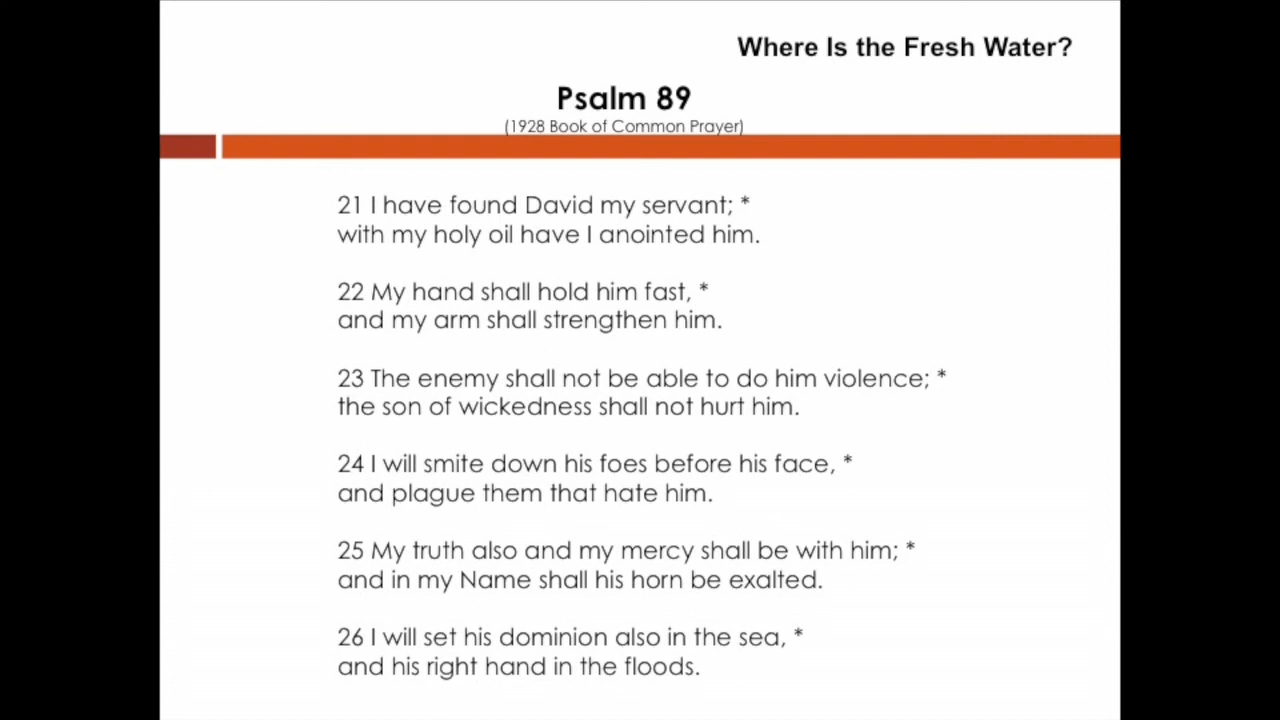 Where Is the Fresh Water?
Psalm 89
(1928 Book of Common Prayer)
21 I have found David my servant; *
with my holy oil have I anointed him.
22 My hand shall hold him fast, *
and my arm shall strengthen him.
23 The enemy shall not be able to do him violence; *
the son of wickedness shall not hurt him.
24 I will smite down his foes before his face, *
and plague them that hate him.
25 My truth also and my mercy shall be with him; *
and in my Name shall his horn be exalted.
26 I will set his dominion also in the sea, *
and his right hand in the floods.